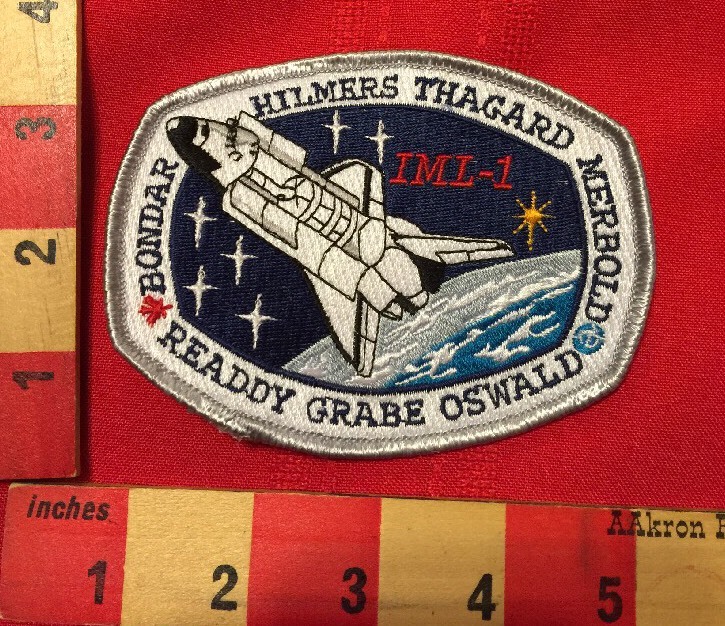 HILMERS THAGARD
MERBOLD
BONDAR
READDY GRABE OSWALD
IML-1
4
3
2
1
inches
AAkron
1 2 3 4 5